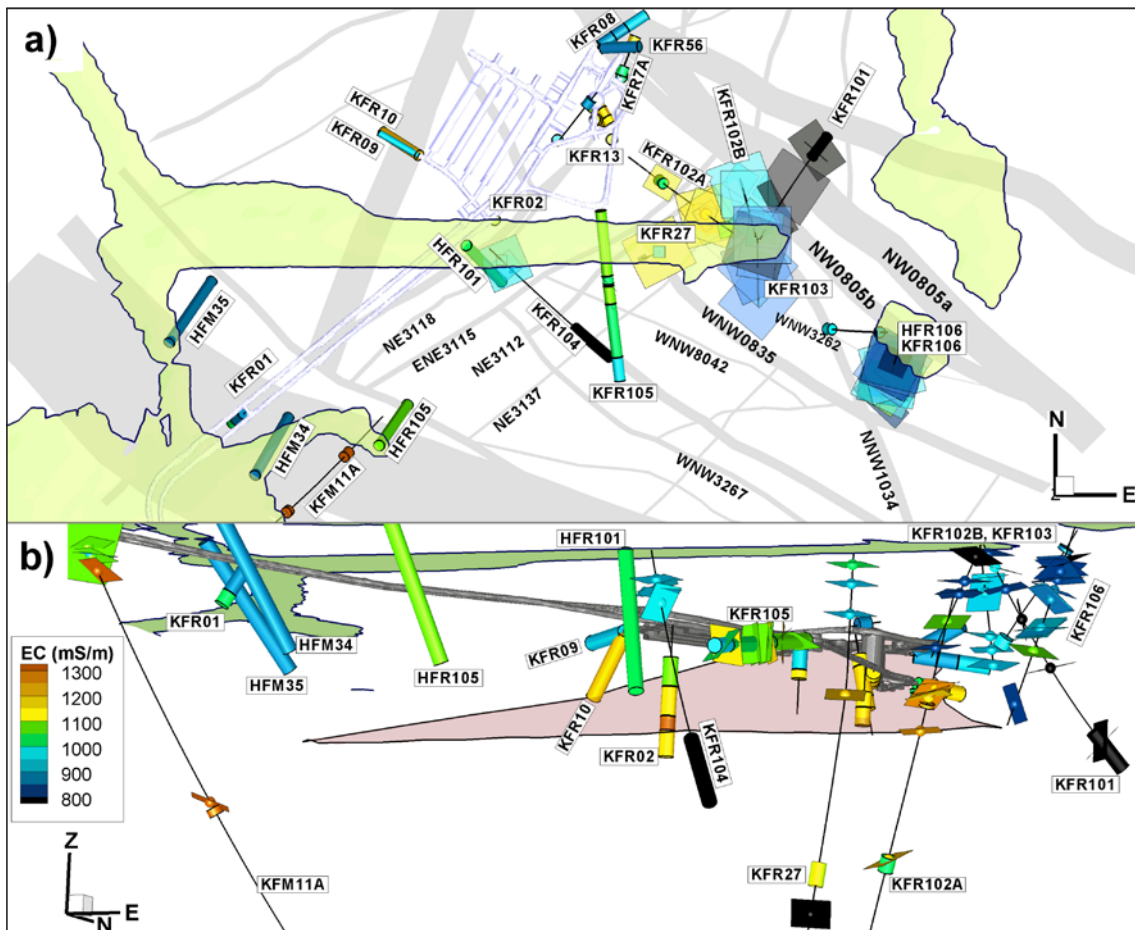 a)
KFR08
KFR56
KFR7A
KFR101
KFR10
KFR09
KFR13
KFR102B
KFR102A
KFR02
HFR101
KFR27
KFR103
NW0805b
NW0805a
HFM35
KFR104
KFR105
NE3118
ENE3115
NE3112
NE3137
WNW8042
WNW0835
WNW3262
HFR106
KFR106
KFR01
HFM34
KFM11A
HFR105
WNW3267
NNW1034
N
E
b)
HFR101
KFR102B, KFR103
KFR106
KFR01
HFM34
HFM35
HFR105
KFR09
KFR10
KFR105
KFR02
KFR104
KFR101
EC (mS/m)
1300
1200
1100
1000
900
800
KFR27
KFR102A
KFM11A
Z
E
N